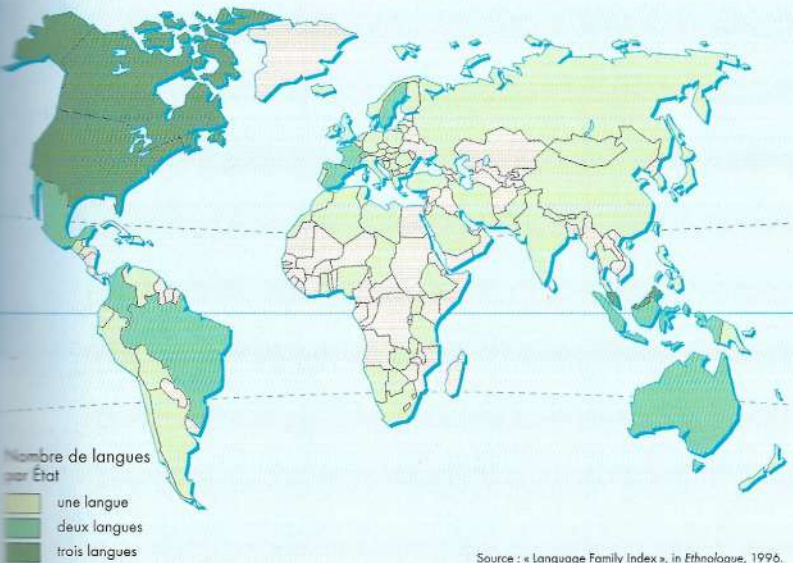 Nombre de langues
par État
une langue
deux langues
trois langues
Source : « Language Family Index », in Ethnologue, 1996.